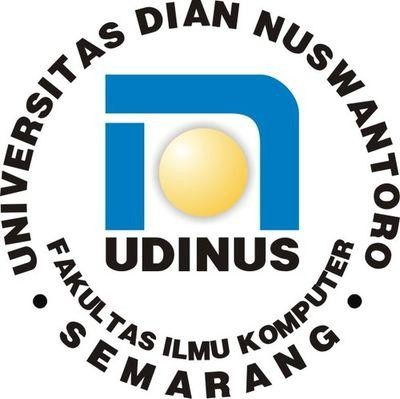 UNIVERSITAS DIAN NUSWANTORO
UDINUS
FAKULTAS ILMU KOMPUTER
• SEMARANG •